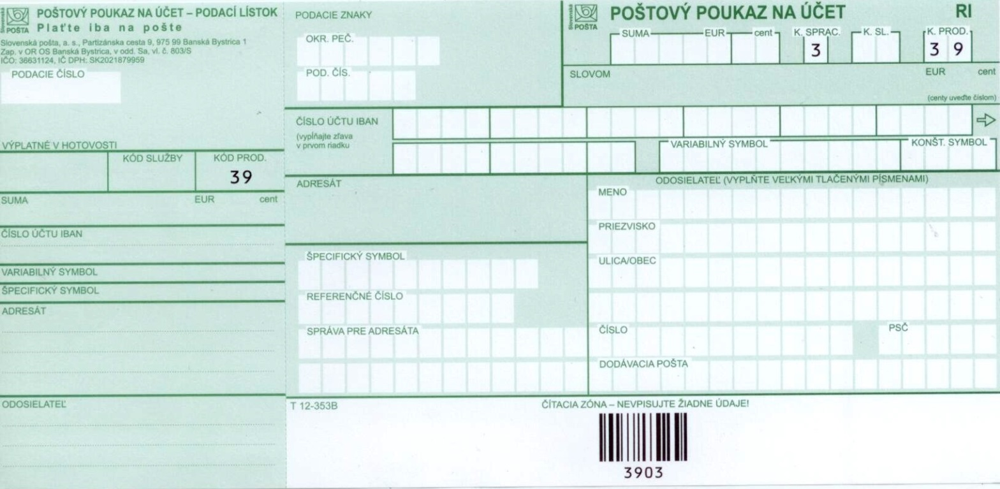 Slovenská
POŠTA
POŠTOVÝ POUKAZ NA ÚČET – PODACÍ LÍSTOK
Plaťte iba na pošte
Slovenská pošta, a. s., Partizánska cesta 9, 975 99 Banská Bystrica 1
Zap. v OR OS Banská Bystrica, v odd. Sa, vl. č. 803/S
IČO: 36631124, IČ DPH: SK2021879959
PODACIE ČÍSLO
VÝPLATNÉ V HOTOVOSTI
KÓD SLUŽBY
KÓD PROD.
39
SUMA EUR cent
ČÍSLO ÚČTU IBAN
VARIABILNÝ SYMBOL
ŠPECIFICKÝ SYMBOL
ADRESÁT
ODOSIELATEĽ
PODACIE ZNAKY
OKR. PEČ.
POD. ČÍS.
Slovenská
POŠTA
POŠTOVÝ POUKAZ NA ÚČET RI
SUMA EUR cent K. SPRAC. K. SL. K. PROD.
3 3 9
SLOVOM EUR cent
(centy uveďte číslom)
ČÍSLO ÚČTU IBAN
(vypĺňajte zľava
v prvom riadku
VARIABILNÝ SYMBOL KONŠT. SYMBOL
ADRESÁT
ŠPECIFICKÝ SYMBOL
REFERENČNÉ ČÍSLO
SPRÁVA PRE ADRESÁTA
ODOSIELATEĽ (VYPLŇTE VEĽKÝMI TLAČENÝMI PÍSMENAMI)
MENO
PRIEZVISKO
ULICA/OBEC
ČÍSLO PSČ
DODÁVACIA POŠTA
T 12-353B
ČÍTACIA ZÓNA – NEVPISUJTE ŽIADNE ÚDAJE!
3903